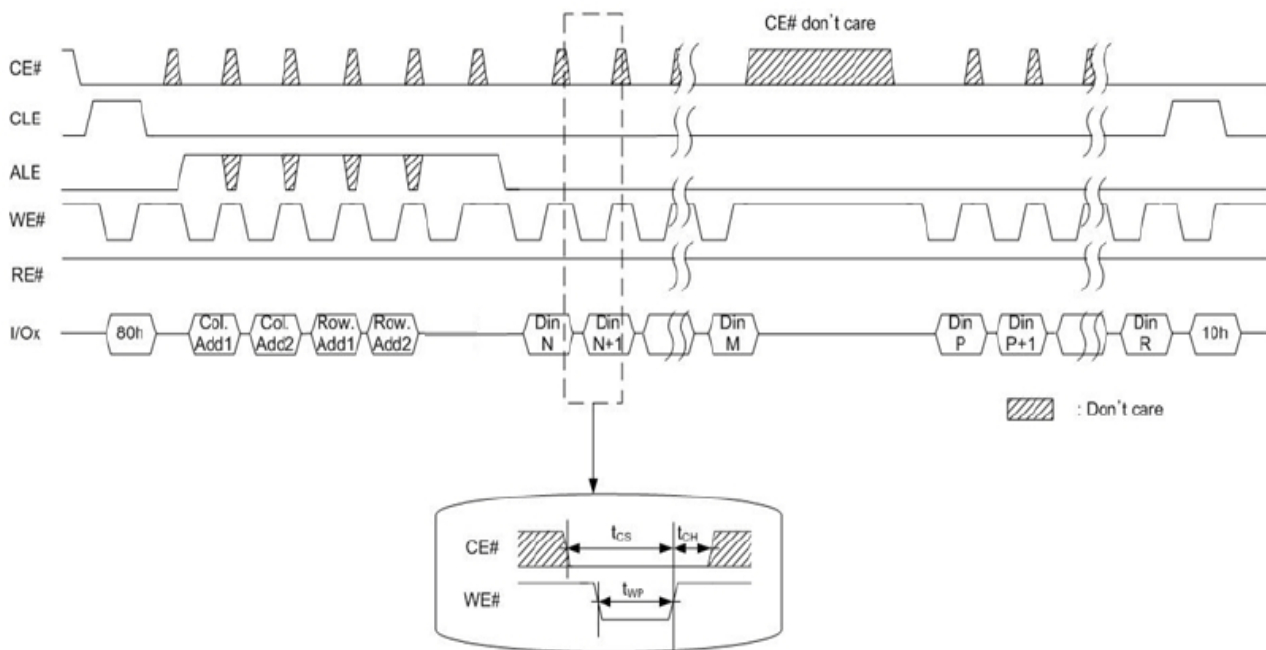 CE# don't care
CE#
CLE
ALE
WE#
RE#
I/Ox
80h
Col. Add1
Col. Add2
Row. Add1
Row. Add2
Din N
Din N+1
Din M
Din P
Din P+1
Din R
10h
: Don't care
CE#
tCS
tCH
WE#
tWP